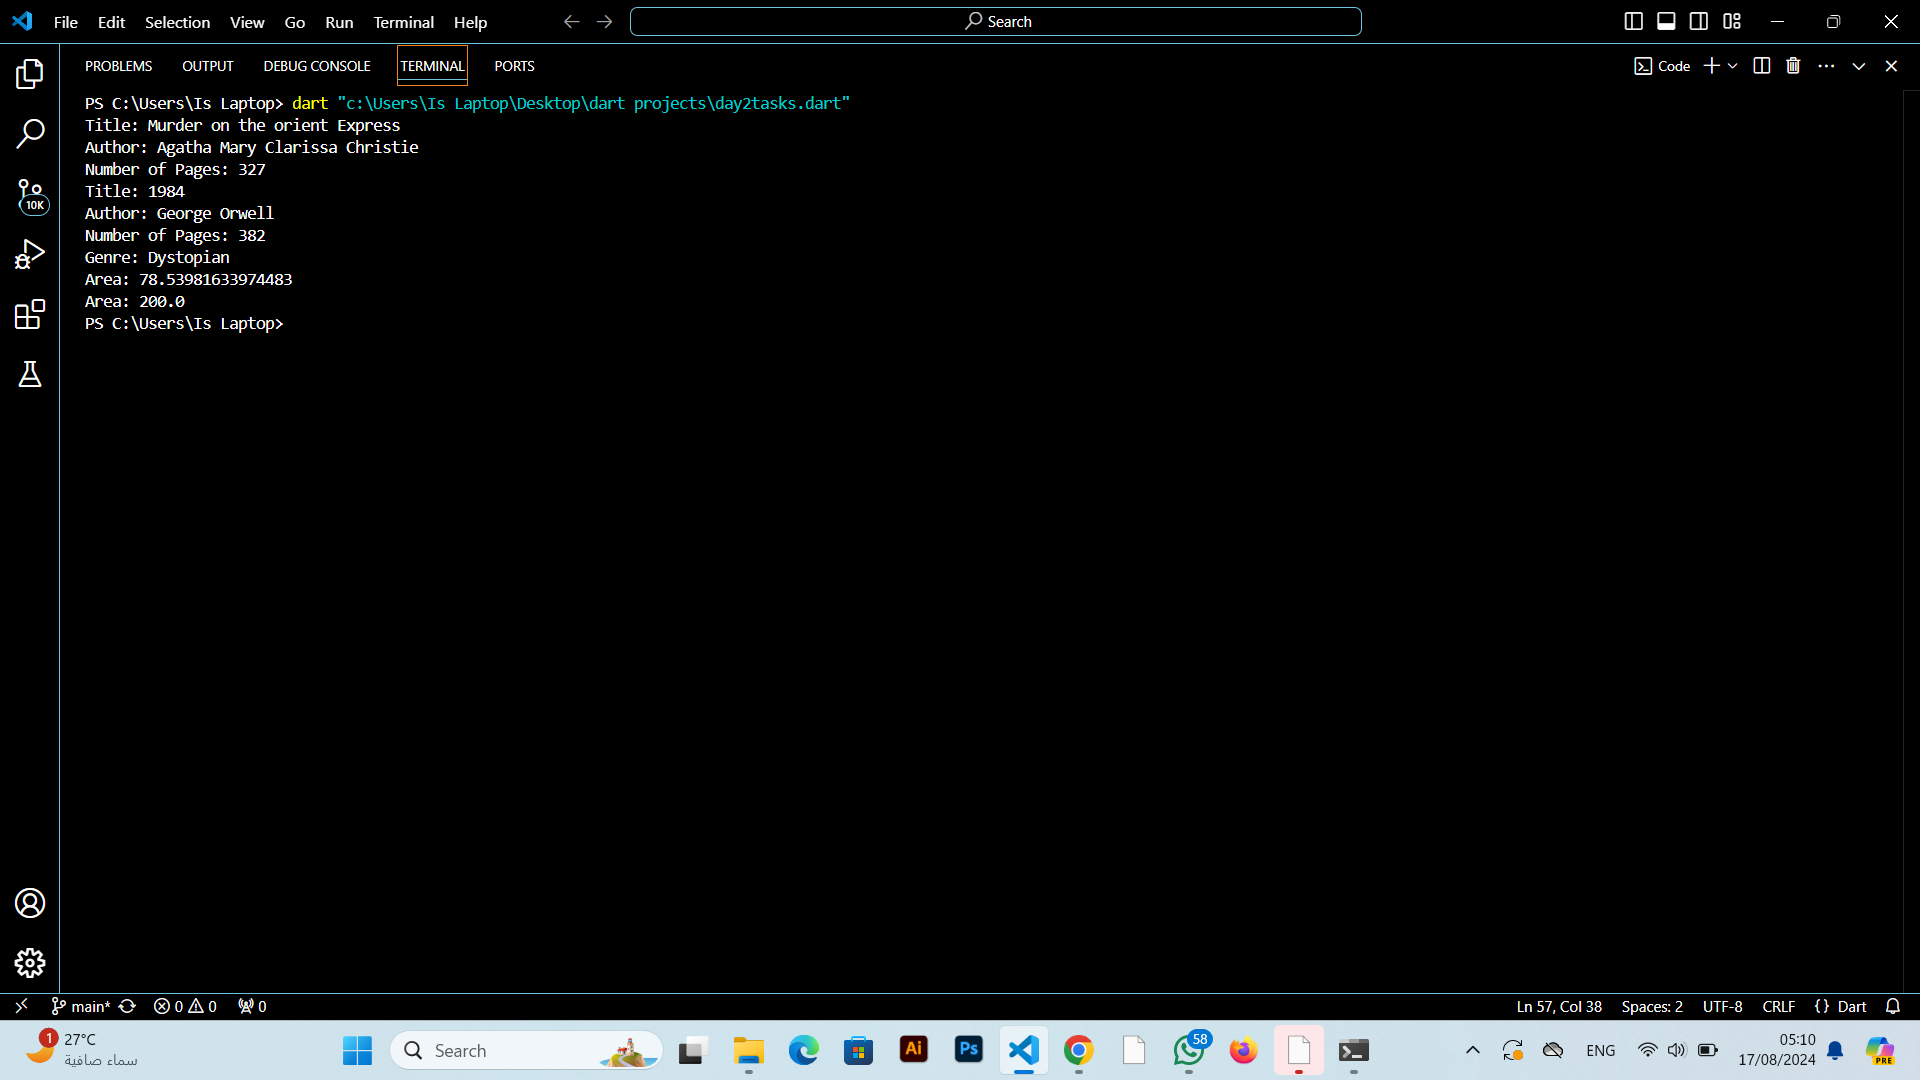 File Edit Selection View Go Run Terminal Help Search
PROBLEMS OUTPUT DEBUG CONSOLE TERMINAL PORTS Code
PS C:\Users\Is Laptop> dart "c:\Users\Is Laptop\Desktop\dart projects\day2tasks.dart"
Title: Murder on the orient Express
Author: Agatha Mary Clarissa Christie
Number of Pages: 327
Title: 1984
Author: George Orwell
Number of Pages: 382
Genre: Dystopian
Area: 78.53981633974483
Area: 200.0
PS C:\Users\Is Laptop>
10K
main* 0 0 0 Ln 57, Col 38 Spaces: 2 UTF-8 CRLF {} Dart
1 27°C
سماء صافية
Search
Ai Ps 58
ENG
05:10
17/08/2024
PRE